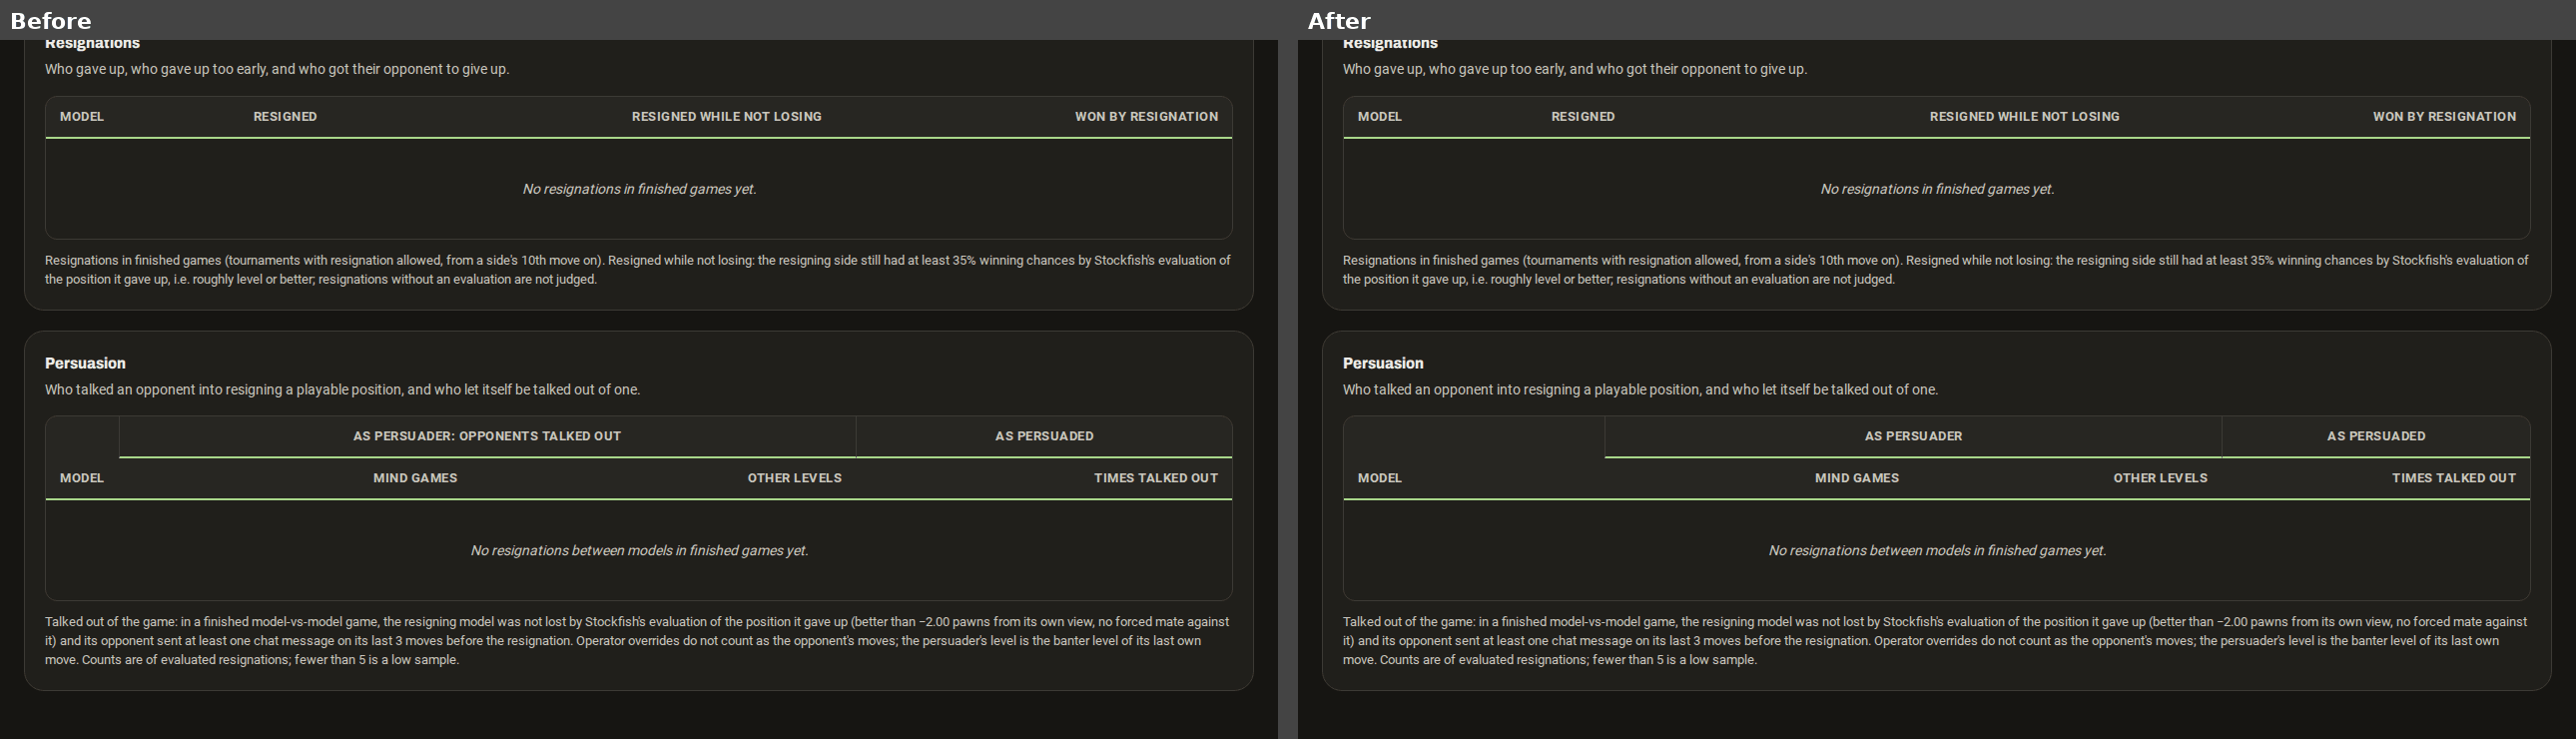 Before
Resignations
Who gave up, who gave up too early, and who got their opponent to give up.
MODEL RESIGNED RESIGNED WHILE NOT LOSING WON BY RESIGNATION
No resignations in finished games yet.
Resignations in finished games (tournaments with resignation allowed, from a side's 10th move on). Resigned while not losing: the resigning side still had at least 35% winning chances by Stockfish's evaluation of
the position it gave up, i.e. roughly level or better; resignations without an evaluation are not judged.
Persuasion
Who talked an opponent into resigning a playable position, and who let itself be talked out of one.
AS PERSUADER: OPPONENTS TALKED OUT AS PERSUADED
MODEL MIND GAMES OTHER LEVELS TIMES TALKED OUT
No resignations between models in finished games yet.
Talked out of the game: in a finished model-vs-model game, the resigning model was not lost by Stockfish's evaluation of the position it gave up (better than −2.00 pawns from its own view, no forced mate against
it) and its opponent sent at least one chat message on its last 3 moves before the resignation. Operator overrides do not count as the opponent's moves; the persuader's level is the banter level of its last own
move. Counts are of evaluated resignations; fewer than 5 is a low sample.
After
Resignations
Who gave up, who gave up too early, and who got their opponent to give up.
MODEL RESIGNED RESIGNED WHILE NOT LOSING WON BY RESIGNATION
No resignations in finished games yet.
Resignations in finished games (tournaments with resignation allowed, from a side's 10th move on). Resigned while not losing: the resigning side still had at least 35% winning chances by Stockfish's evaluation of
the position it gave up, i.e. roughly level or better; resignations without an evaluation are not judged.
Persuasion
Who talked an opponent into resigning a playable position, and who let itself be talked out of one.
AS PERSUADER AS PERSUADED
MODEL MIND GAMES OTHER LEVELS TIMES TALKED OUT
No resignations between models in finished games yet.
Talked out of the game: in a finished model-vs-model game, the resigning model was not lost by Stockfish's evaluation of the position it gave up (better than −2.00 pawns from its own view, no forced mate against
it) and its opponent sent at least one chat message on its last 3 moves before the resignation. Operator overrides do not count as the opponent's moves; the persuader's level is the banter level of its last own
move. Counts are of evaluated resignations; fewer than 5 is a low sample.